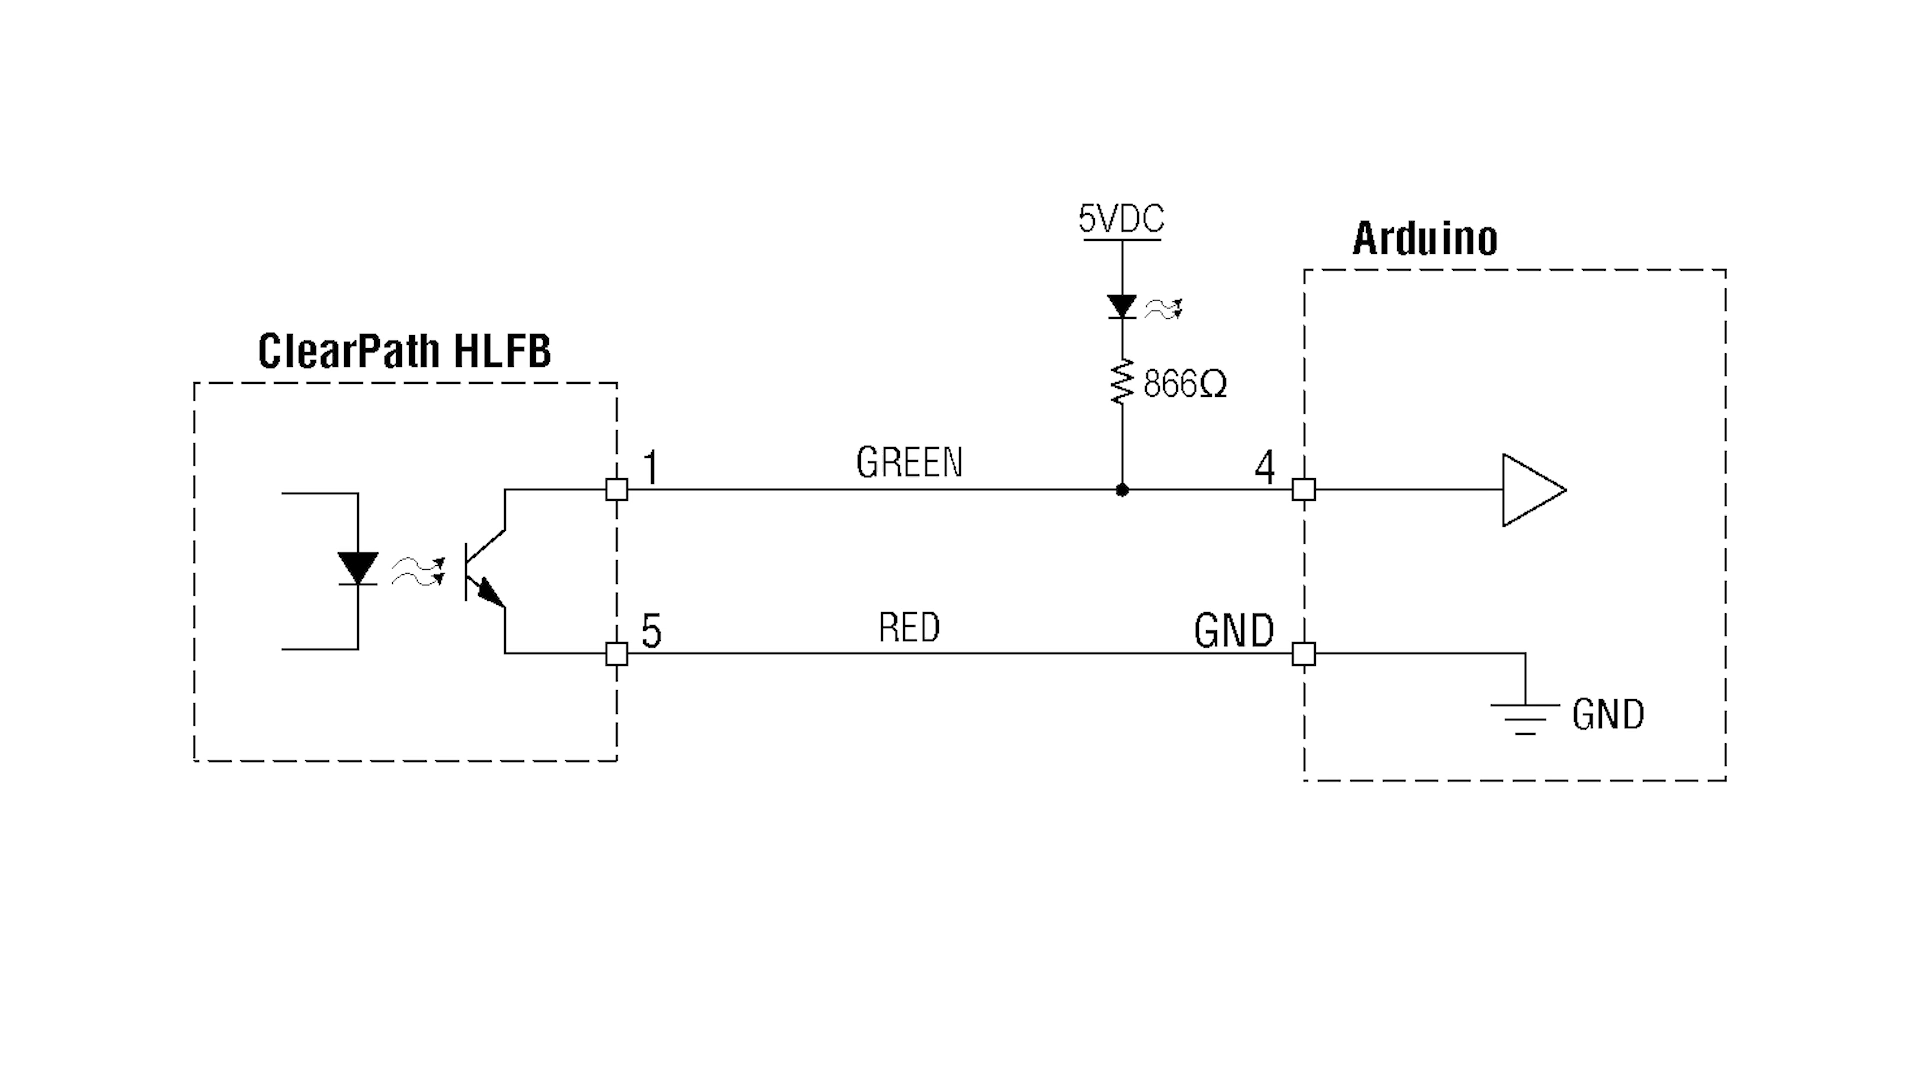 5VDC
Arduino
ClearPath HLFB
866Ω
1
GREEN
4
5
RED
GND
GND